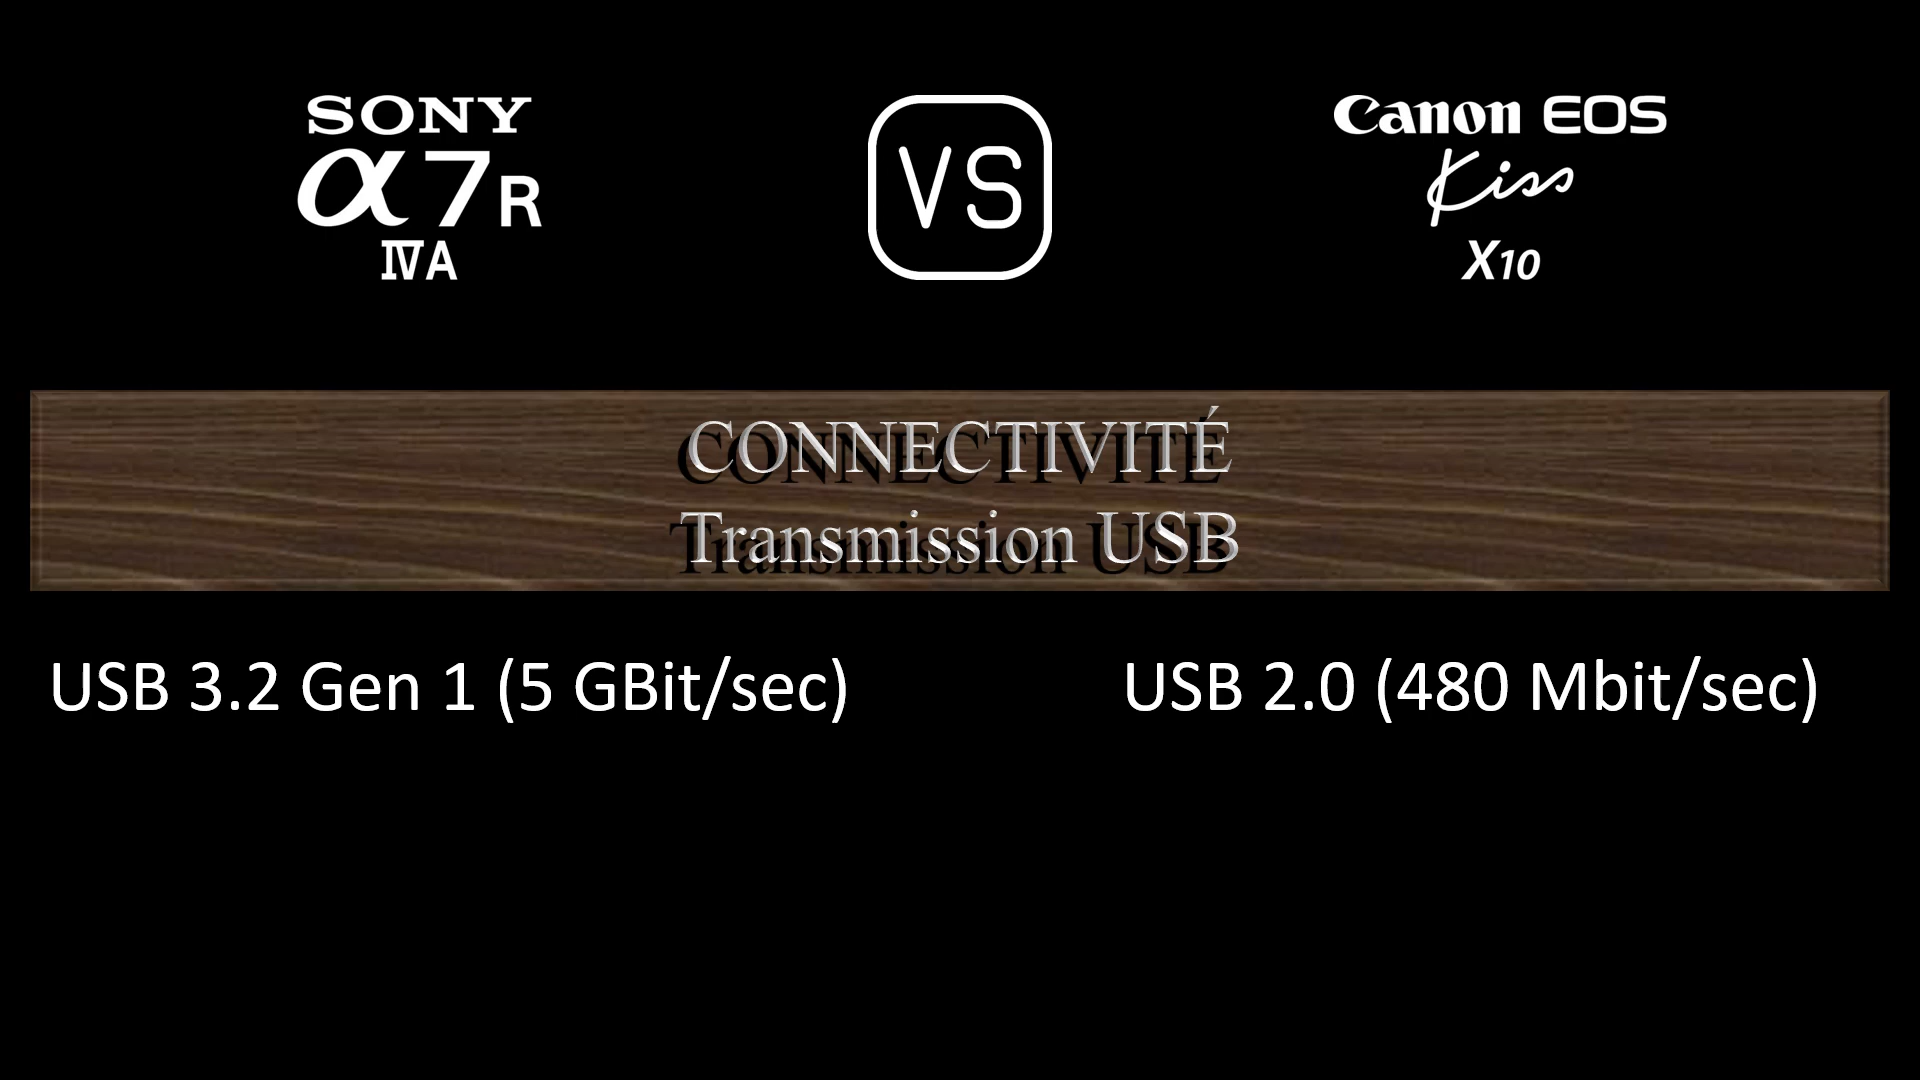 SONY
α7R
IVA
VS
Canon EOS
Kiss
X10
CONNECTIVITÉ
Transmission USB
USB 3.2 Gen 1 (5 GBit/sec)
USB 2.0 (480 Mbit/sec)